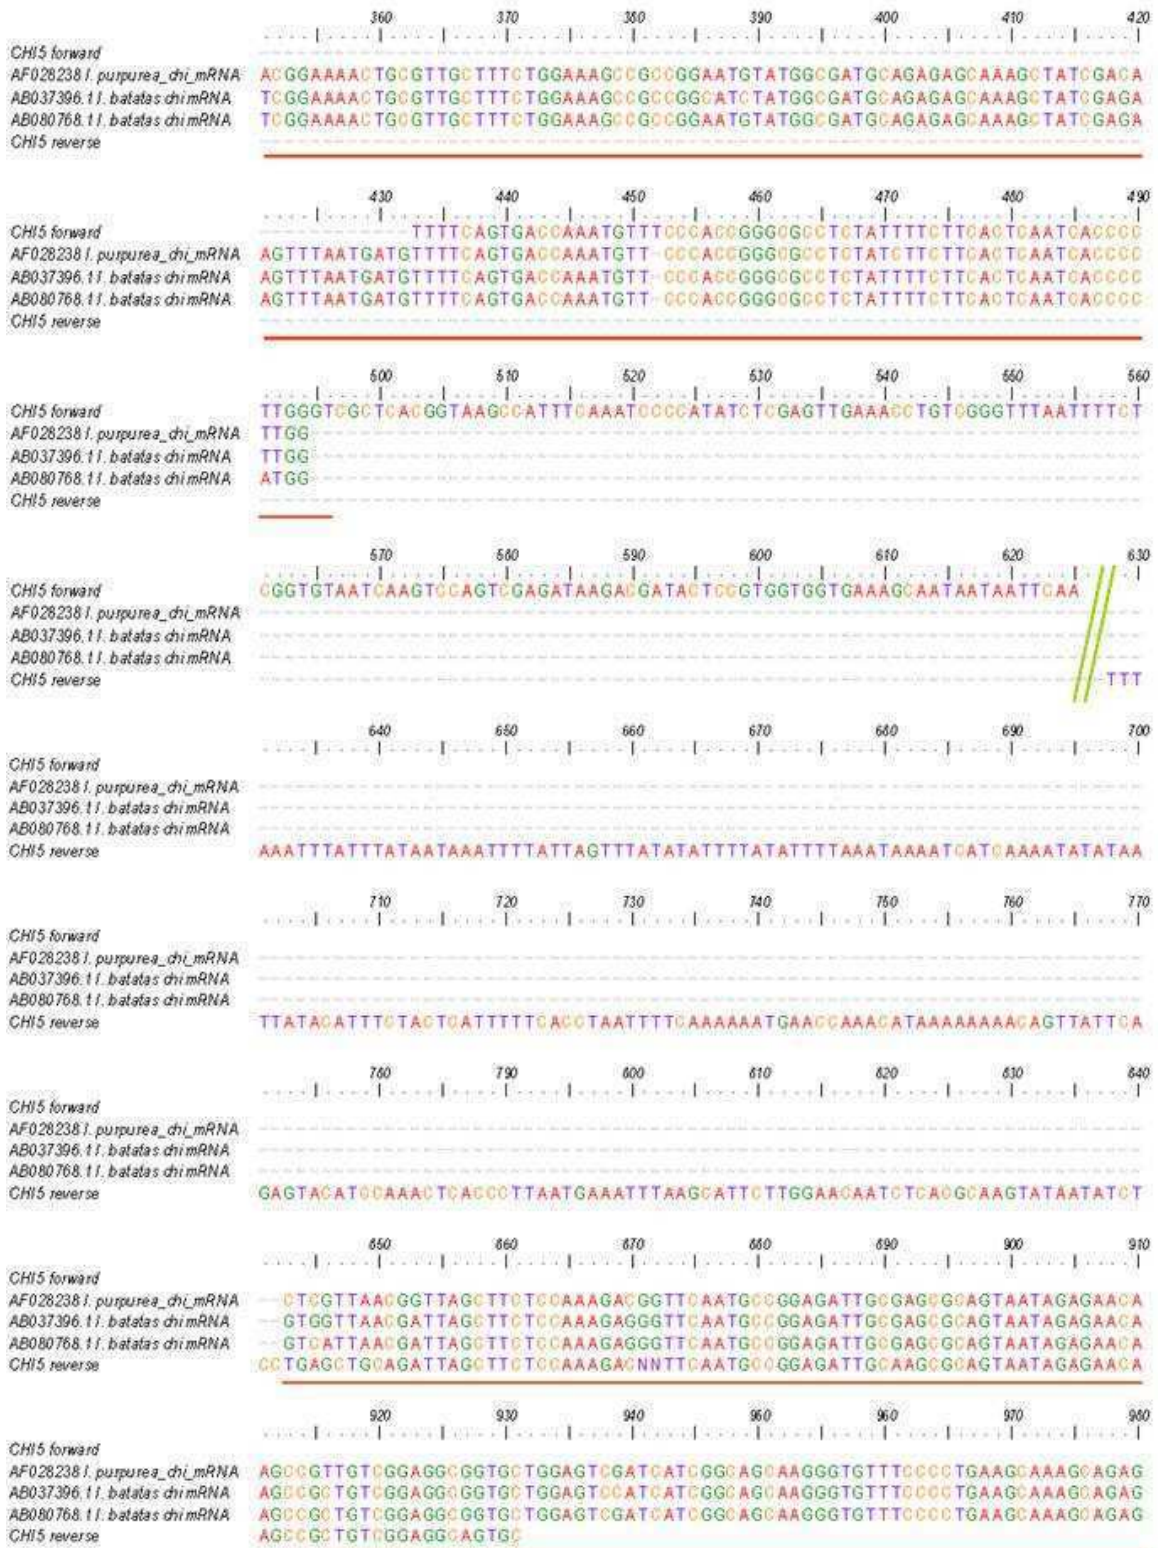 360 370 380 390 400 410 420
CHI5 forward
AF028238 I. purpurea_chi_mRNA ACGGAAAACTGCGTTGCTTTCTGGAAAGCCGCCGGAATGTATGGCGATGCAGAGAGCAAAGCTATCGACA
AB037396.1 I. batatas chi mRNA TCGGAAAACTGCGTTGCTTTCTGGAAAGCCGCCGGCATCTATGGCGATGCAGAGAGCAAAGCTATCGAGA
AB080768.1 I. batatas chi mRNA TCGGAAAACTGCGTTGCTTTCTGGAAAGCCGCCGGAATGTATGGCGATGCAGAGAGCAAAGCTATCGAGA
CHI5 reverse
430 440 450 460 470 480 490
CHI5 forward TTTTCAGTGACCAAATGTTTCCCACCGGGCGCCTCTATTTTCTTCACTCAATCACCCC
AF028238 I. purpurea_chi_mRNA AGTTTAATGATGTTTTCAGTGACCAAATGTT-CCCACCGGGCGCCTCTATCTTCTTCACTCAATCACCCC
AB037396.1 I. batatas chi mRNA AGTTTAATGATGTTTTCAGTGACCAAATGTT-CCCACCGGGCGCCTCTATTTTCTTCACTCAATCACCCC
AB080768.1 I. batatas chi mRNA AGTTTAATGATGTTTTCAGTGACCAAATGTT-CCCACCGGGCGCCTCTATTTTCTTCACTCAATCACCCC
CHI5 reverse
500 510 520 530 540 550 560
CHI5 forward TTGGGTCGCTCACGGTAAGCCATTTCAAATCCCCATATCTCGAGTTGAAACCTGTCGGGTTTAATTTTCT
AF028238 I. purpurea_chi_mRNA TTGG
AB037396.1 I. batatas chi mRNA TTGG
AB080768.1 I. batatas chi mRNA ATGG
CHI5 reverse
570 580 590 600 610 620 630
CHI5 forward CGGTGTAATCAAGTCCAGTCGAGATAAGACGATACTCCGTGGTGGTGAAAGCAATAATAATTCAA
AF028238 I. purpurea_chi_mRNA
AB037396.1 I. batatas chi mRNA
AB080768.1 I. batatas chi mRNA
CHI5 reverse TTT
640 650 660 670 680 690 700
CHI5 forward
AF028238 I. purpurea_chi_mRNA
AB037396.1 I. batatas chi mRNA
AB080768.1 I. batatas chi mRNA
CHI5 reverse AAATTTATTTATAATAAATTTTATTAGTTTATATATTTTATATTTTAAATAAAATCATCAAAATATATAA
710 720 730 740 750 760 770
CHI5 forward
AF028238 I. purpurea_chi_mRNA
AB037396.1 I. batatas chi mRNA
AB080768.1 I. batatas chi mRNA
CHI5 reverse TTATACATTTCTACTCATTTTTCACCTAATTTTCAAAAAATGAACCAAACATAAAAAAAACAGTTATTCA
780 790 800 810 820 830 840
CHI5 forward
AF028238 I. purpurea_chi_mRNA
AB037396.1 I. batatas chi mRNA
AB080768.1 I. batatas chi mRNA
CHI5 reverse GAGTACATCCAAACTCACCCTTAATGAAATTTAAGCATTCTTGGAACAATCTCACGCAAGTATAATATCT
850 860 870 880 890 900 910
CHI5 forward
AF028238 I. purpurea_chi_mRNA CTCGTTAACGGTTAGCTTCTCCAAAGACGGTTCAATGCCGGAGATTGCGAGCGCAGTAATAGAGAACA
AB037396.1 I. batatas chi mRNA GTGGTTAACGATTAGCTTCTCCAAAGAGGGTTCAATGCCGGAGATTGCGAGCGCAGTAATAGAGAACA
AB080768.1 I. batatas chi mRNA GTCATTAACGATTAGCTTCTCCAAAGAGGGTTCAATGCCGGAGATTGCGAGCGCAGTAATAGAGAACA
CHI5 reverse CCTGAGCTGCAGATTAGCTTCTCCAAAGACNNTTCAATGCCGGAGATTGCAAGCGCAGTAATAGAGAACA
920 930 940 950 960 970 980
CHI5 forward
AF028238 I. purpurea_chi_mRNA AGCCGTTGTCGGAGGCGGTGCTGGAGTCGATCATCGGCAGCAAGGGTGTTTCCCCTGAAGCAAAGCAGAG
AB037396.1 I. batatas chi mRNA AGCCGCTGTCGGAGGCGGTGCTGGAGTCCATCATCGGCAGCAAGGGTGTTTCCCCTGAAGCAAAGCAGAG
AB080768.1 I. batatas chi mRNA AGCCGCTGTCGGAGGCGGTGCTGGAGTCGATCATCGGCAGCAAGGGTGTTTCCCCTGAAGCAAAGCAGAG
CHI5 reverse AGCCGCTGTCGGAGGCAGTGC